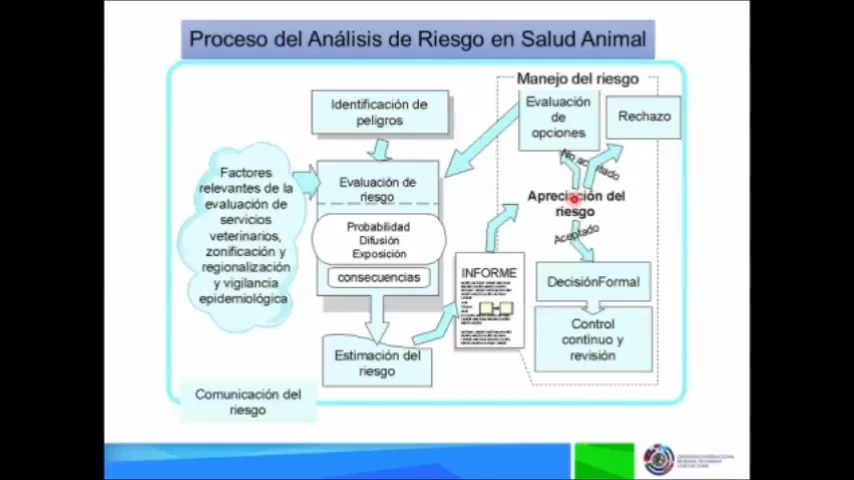 Proceso del Análisis de Riesgo en Salud Animal
Manejo del riesgo
Identificación de
peligros
Evaluación
de
opciones
Rechazo
No aceptado
Factores
relevantes de la
evaluación de
servicios
veterinarios,
zonificación y
regionalización
y vigilancia
epidemiológica
Evaluación de
riesgo
Probabilidad
Difusión
Exposición
consecuencias
Apreciación del
riesgo
Aceptado
INFORME
DecisiónFormal
Control
continuo y
revisión
Estimación del
riesgo
Comunicación del
riesgo